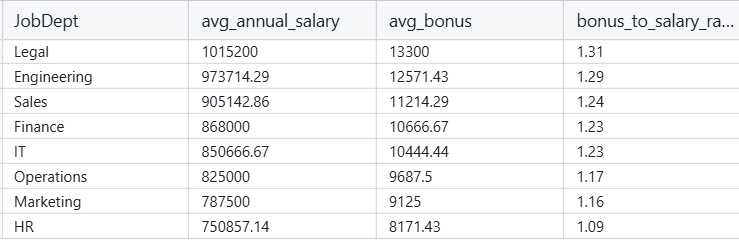 JobDept avg_annual_salary avg_bonus bonus_to_salary_ra...
Legal 1015200 13300 1.31
Engineering 973714.29 12571.43 1.29
Sales 905142.86 11214.29 1.24
Finance 868000 10666.67 1.23
IT 850666.67 10444.44 1.23
Operations 825000 9687.5 1.17
Marketing 787500 9125 1.16
HR 750857.14 8171.43 1.09